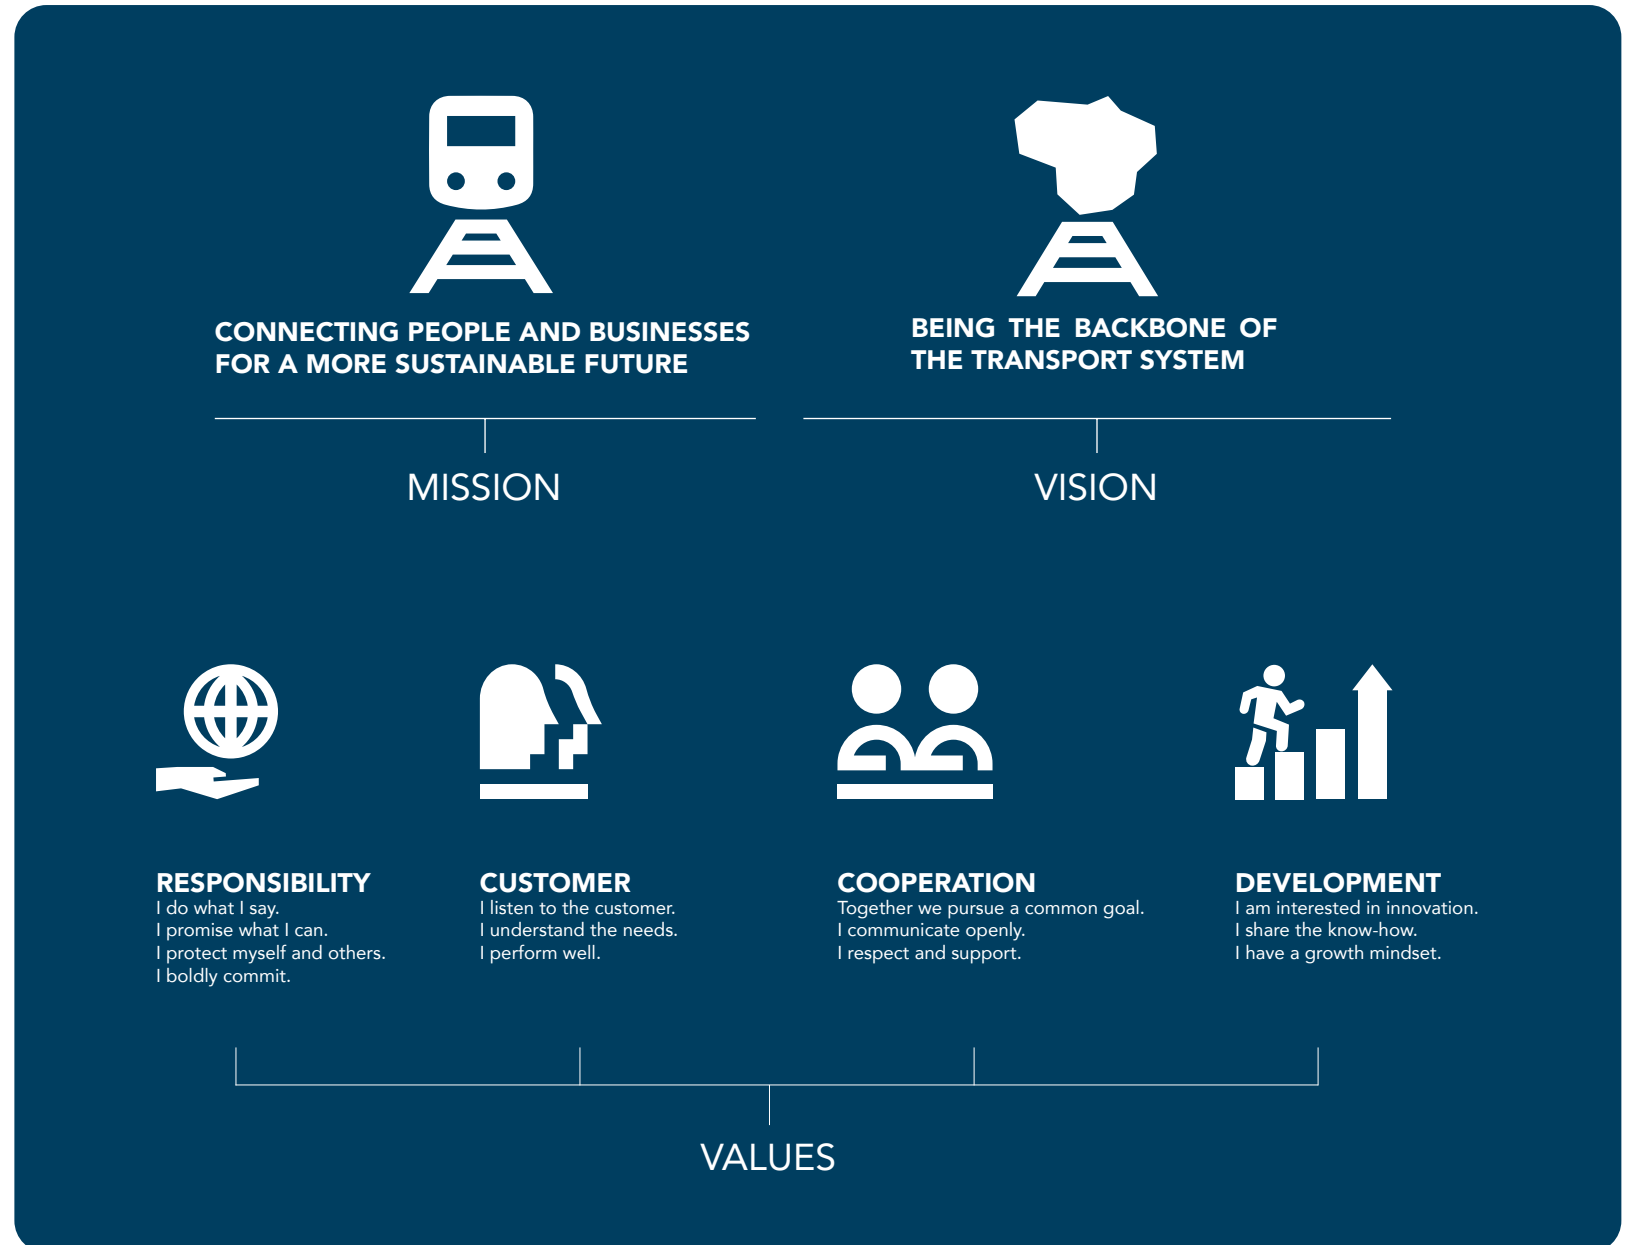 CONNECTING PEOPLE AND BUSINESSES
FOR A MORE SUSTAINABLE FUTURE
MISSION
BEING THE BACKBONE OF
THE TRANSPORT SYSTEM
VISION
RESPONSIBILITY
I do what I say.
I promise what I can.
I protect myself and others.
I boldly commit.
CUSTOMER
I listen to the customer.
I understand the needs.
I perform well.
COOPERATION
Together we pursue a common goal.
I communicate openly.
I respect and support.
DEVELOPMENT
I am interested in innovation.
I share the know-how.
I have a growth mindset.
VALUES